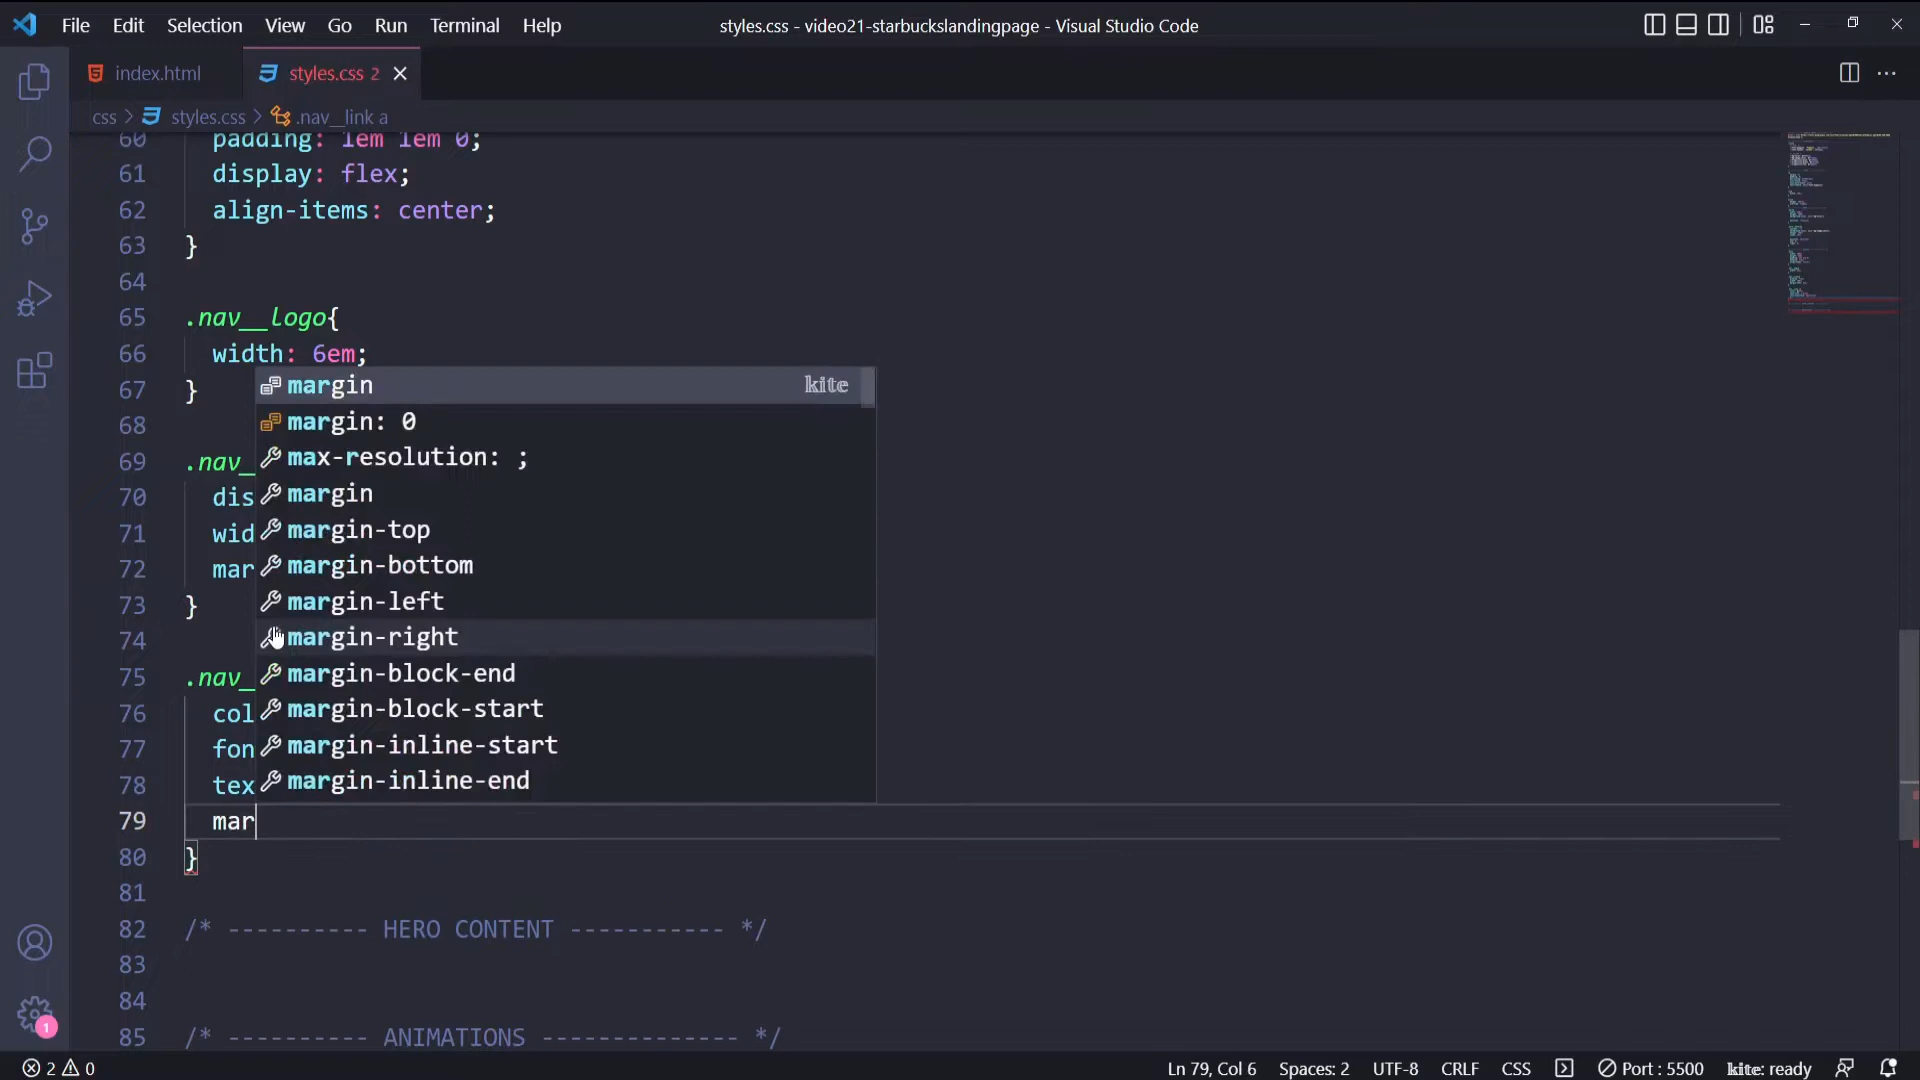 File Edit Selection View Go Run Terminal Help styles.css - video21-starbuckslandingpage - Visual Studio Code
index.html styles.css 2
css > styles.css > .nav__link a
60 padding: 1em 1em 0;
61 display: flex;
62 align-items: center;
63 }
64
65 .nav__logo{
66 width: 6em;
67 }
68
69 .nav_
70 dis
71 wid
72 mar
73 }
74
75 .nav_
76 col
77 fon
78 tex
79 mar
80 }
81
82 /* ---------- HERO CONTENT ----------- */
83
84
85 /* ---------- ANIMATIONS -------------- */
margin kite
margin: 0
max-resolution: ;
margin
margin-top
margin-bottom
margin-left
margin-right
margin-block-end
margin-block-start
margin-inline-start
margin-inline-end
1
2 0 Ln 79, Col 6 Spaces: 2 UTF-8 CRLF CSS Port : 5500 kite: ready